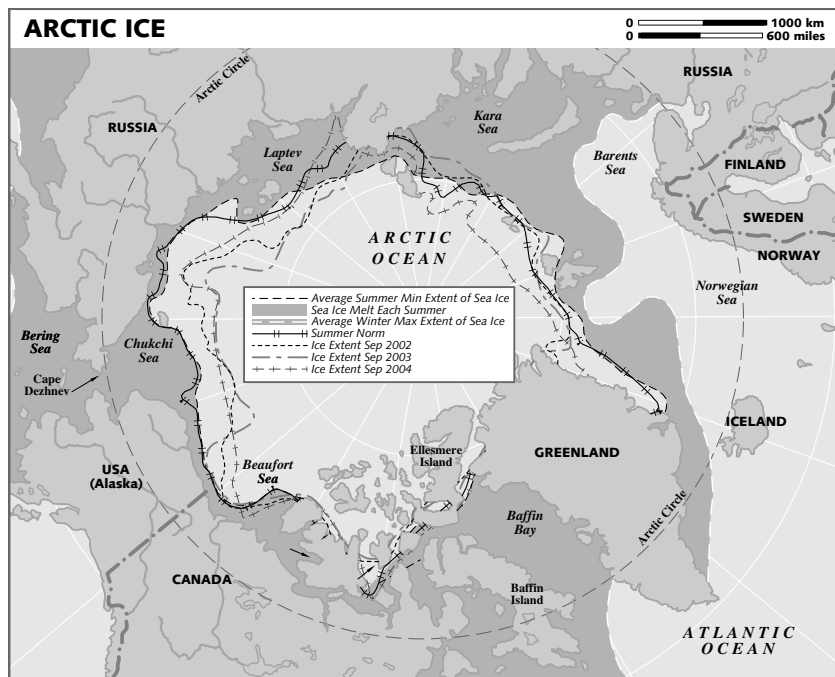 ARCTIC ICE
0 1000 km
0 600 miles
RUSSIA
Arctic Circle
Kara
Sea
RUSSIA
Laptev
Sea
Barents
Sea
FINLAND
SWEDEN
NORWAY
ARCTIC
OCEAN
Norwegian
Sea
Average Summer Min Extent of Sea Ice
Sea Ice Melt Each Summer
Average Winter Max Extent of Sea Ice
Summer Norm
Ice Extent Sep 2002
Ice Extent Sep 2003
Ice Extent Sep 2004
Bering
Sea
Chukchi
Sea
Cape
Dezhnev
ICELAND
USA
(Alaska)
Beaufort
Sea
Ellesmere
Island
GREENLAND
Baffin
Bay
Arctic Circle
CANADA
Baffin
Island
ATLANTIC
OCEAN